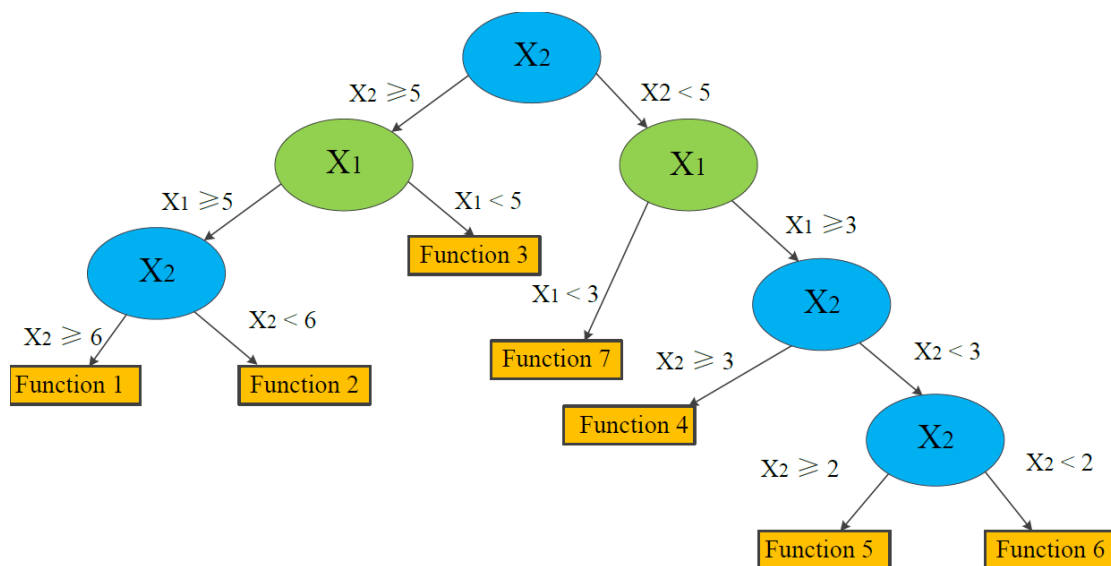 X2
X2 ⩾5
X2 < 5
X1
X1
X1 ⩾5
X1 < 5
X1 ⩾3
X2
Function 3
X1 < 3
X2
X2 ⩾ 6
X2 < 6
Function 7
X2 ⩾ 3
X2 < 3
Function 1
Function 2
Function 4
X2
X2 ⩾ 2
X2 < 2
Function 5
Function 6